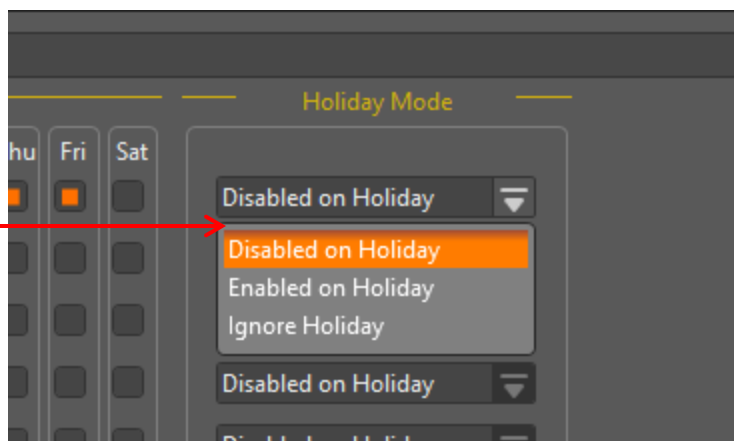 Holiday Mode
hu Fri Sat
Disabled on Holiday
Disabled on Holiday
Enabled on Holiday
Ignore Holiday
Disabled on Holiday